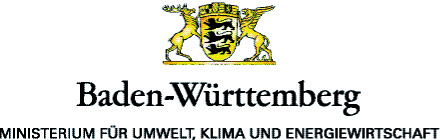 Baden-Württemberg
MINISTERIUM FÜR UMWELT, KLIMA UND ENERGIEWIRTSCHAFT